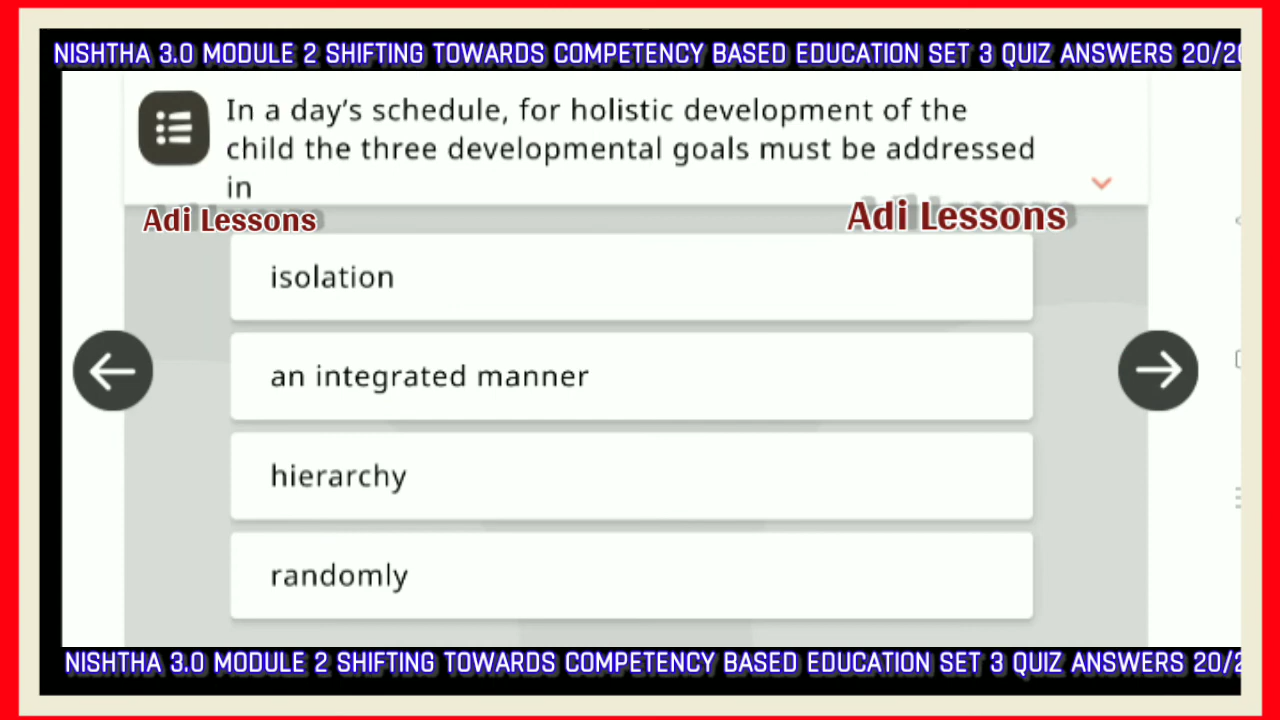 NISHTHA 3.0 MODULE 2 SHIFTING TOWARDS COMPETENCY BASED EDUCATION SET 3 QUIZ ANSWERS
In a day's schedule, for holistic development of the
child the three developmental goals must be addressed
in
Adi Lessons
Adi Lessons
isolation
an integrated manner
hierarchy
randomly
NISHTHA 3.0 MODULE 2 SHIFTING TOWARDS COMPETENCY BASED EDUCATION SET 3 QUIZ ANSWERS